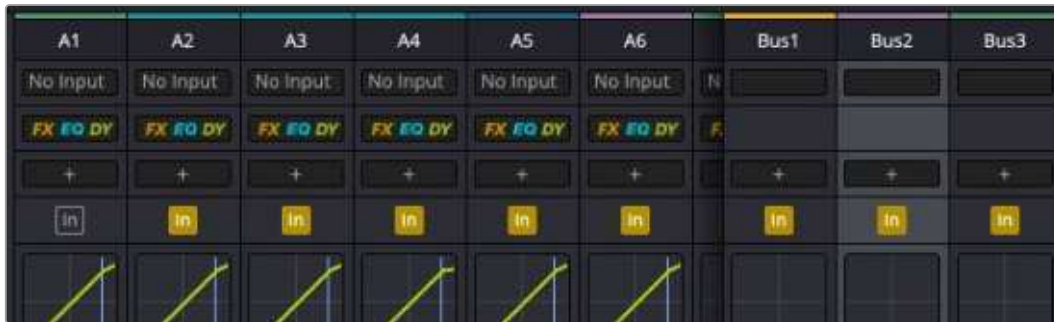 A1 A2 A3 A4 A5 A6 Bus1 Bus2 Bus3
No Input No Input No Input No Input No Input No Input N
FX EQ DY FX EQ DY FX EQ DY FX EQ DY FX EQ DY FX EQ DY F
+ + + + + + + + +
In In In In In In In In In